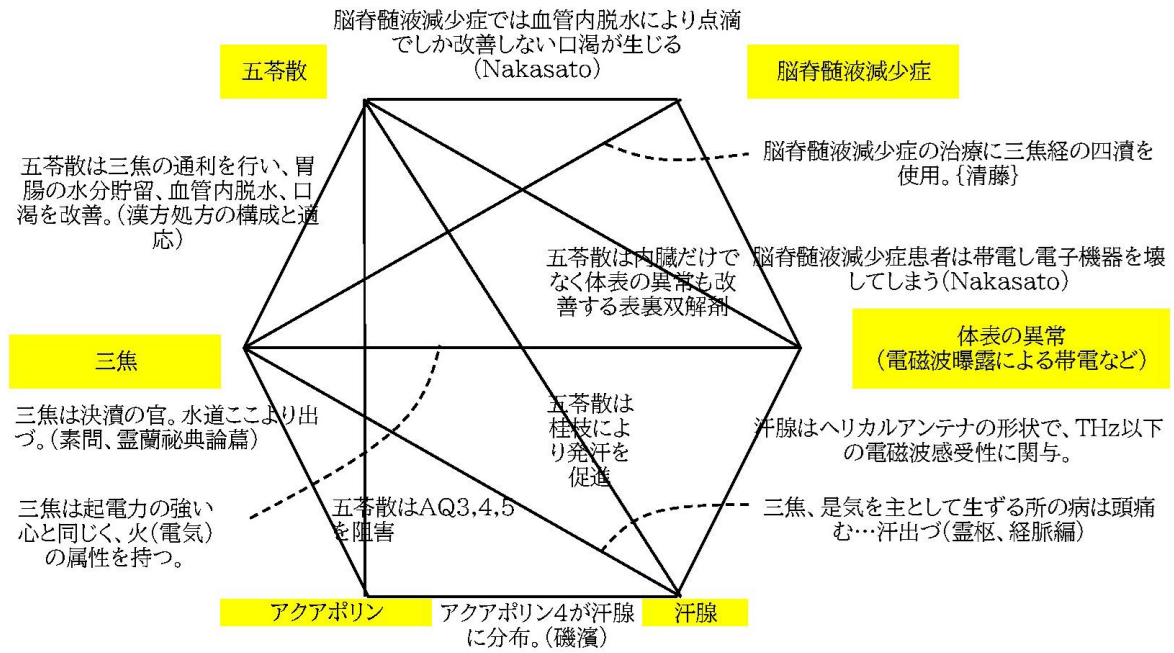 脳脊髄液減少症では血管内脱水により点滴
でしか改善しない口渇が生じる
(Nakasato)
五苓散
脳脊髄液減少症
五苓散は三焦の通利を行い、胃
腸の水分貯留、血管内脱水、口
渇を改善。(漢方処方の構成と適
応)
脳脊髄液減少症の治療に三焦経の四瀆を
使用。{清藤}
五苓散は内臓だけで
なく体表の異常も改
善する表裏双解剤
脳脊髄液減少症患者は帯電し電子機器を壊
してしまう(Nakasato)
三焦
体表の異常
(電磁波曝露による帯電など)
三焦は決瀆の官。水道ここより出
づ。(素問、霊蘭祕典論篇)
五苓散は
桂枝によ
り発汗を
促進
汗腺はヘリカルアンテナの形状で、THz以下
の電磁波感受性に関与。
三焦は起電力の強い
心と同じく、火(電気)
の属性を持つ。
五苓散はAQ3,4,5
を阻害
三焦、是気を主として生ずる所の病は頭痛
む…汗出づ(霊枢、経脈編)
アクアポリン
アクアポリン4が汗腺
に分布。(磯濱)
汗腺